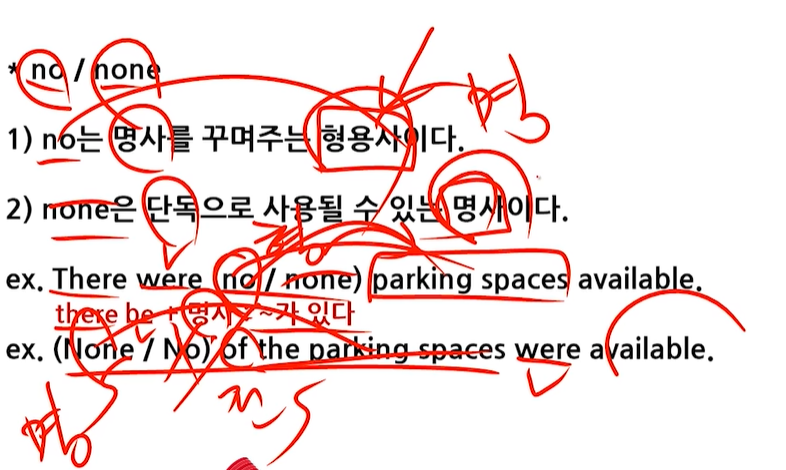 * no / none
1) no는 명사를 꾸며주는 형용사이다.
2) none은 단독으로 사용될 수 있는 명사이다.
ex. There were (no / none) parking spaces available.
there be + 명사 : ~가 있다
ex. (None / No) of the parking spaces were available.